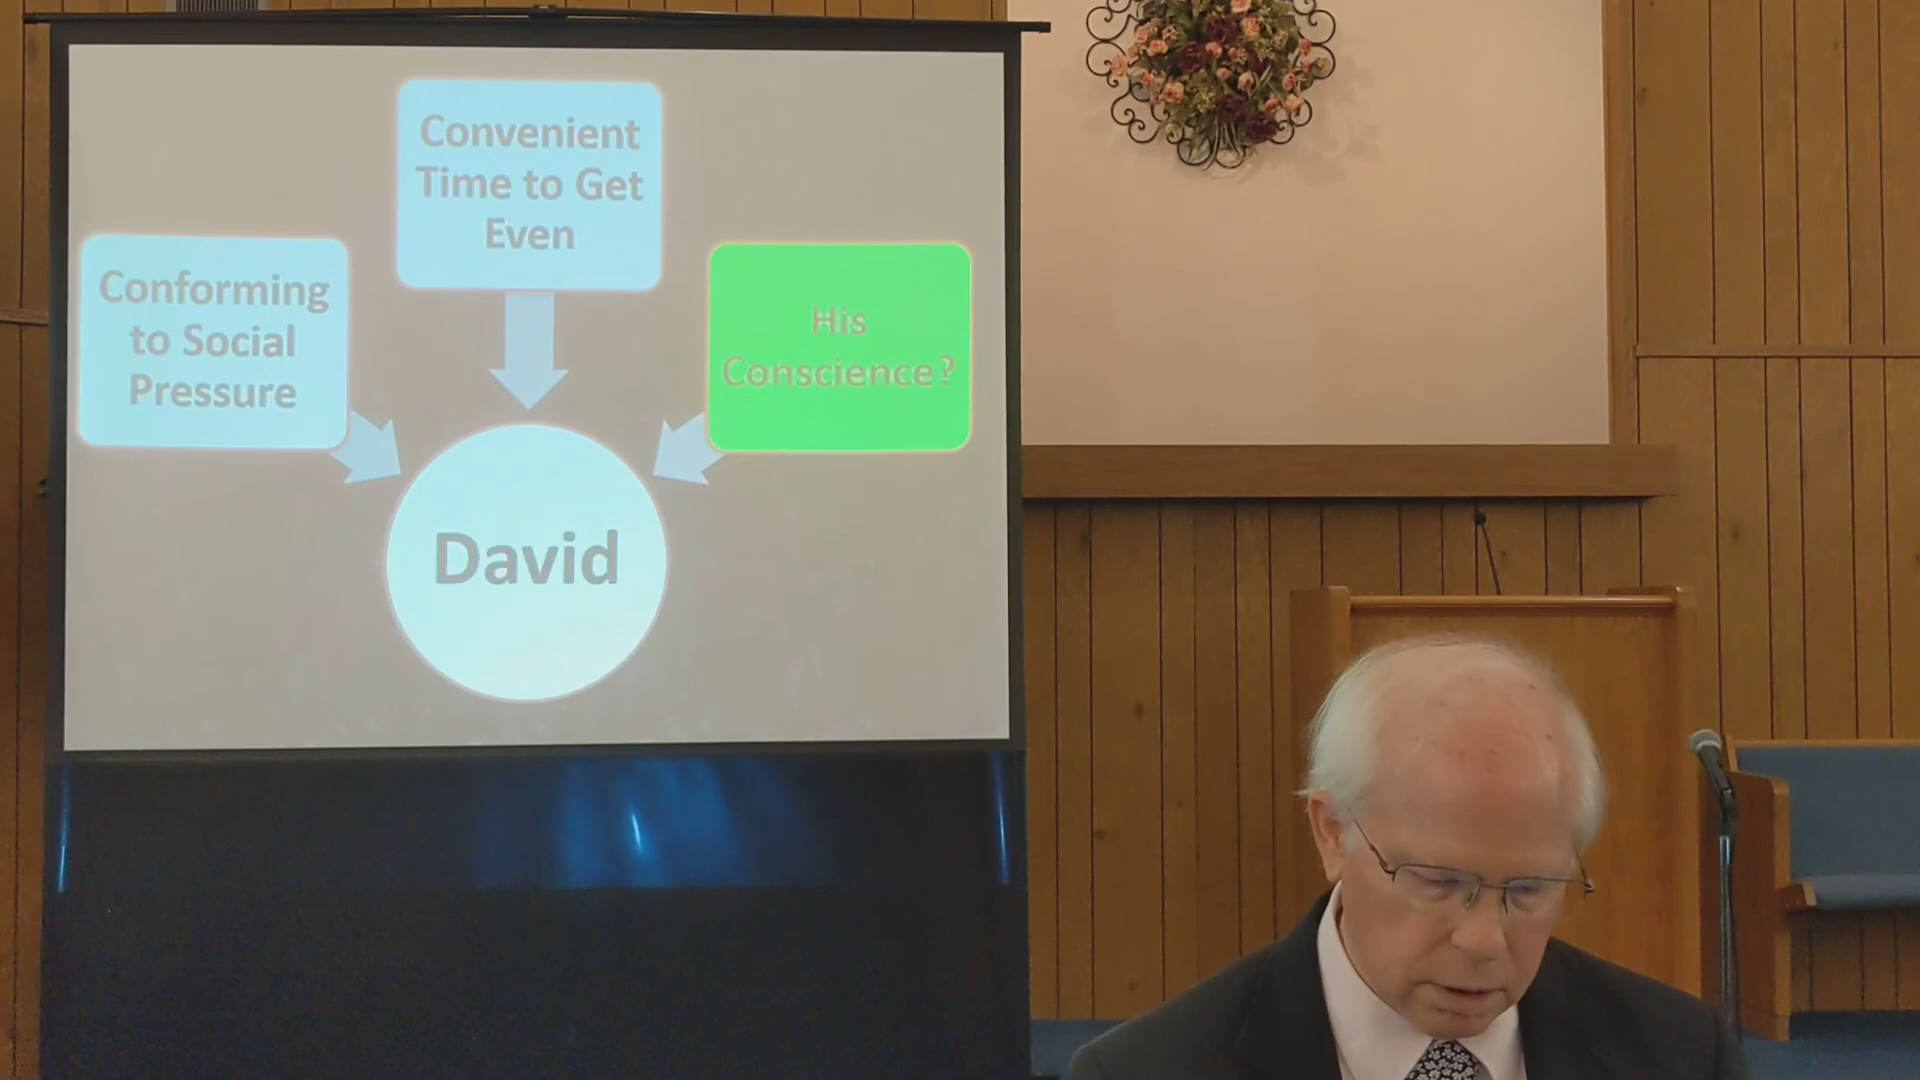 Convenient
Time to Get
Even
Conforming
to Social
Pressure
His
Conscience?
David